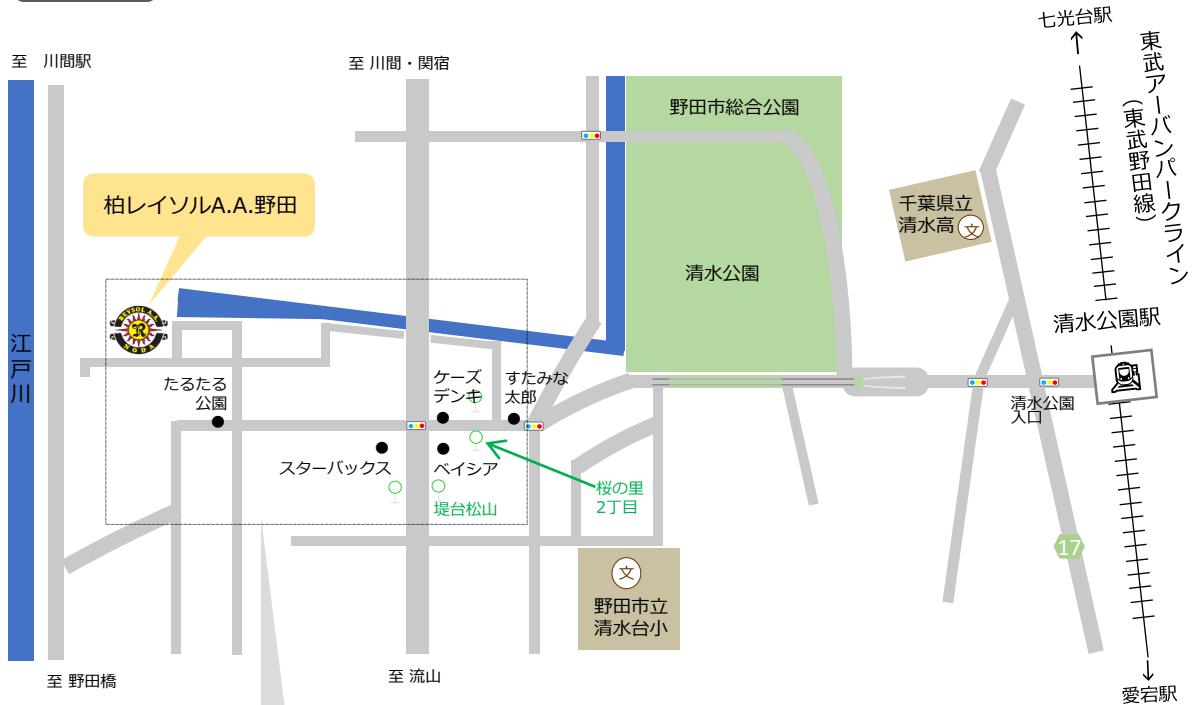 七光台駅
東武アーバンパークライン
(東武野田線)
至 川間駅
至 川間・関宿
野田市総合公園
柏レイソルA.A.野田
千葉県立
清水高
文
清水公園
REYSOL A.A.
R
NODA
清水公園駅
江戸川
たるたる
公園
ケーズ
デンキ
すたみな
太郎
清水公園
入口
スターバックス
ベイシア
桜の里
2丁目
堤台松山
17
文
野田市立
清水台小
至 野田橋
至 流山
愛宕駅